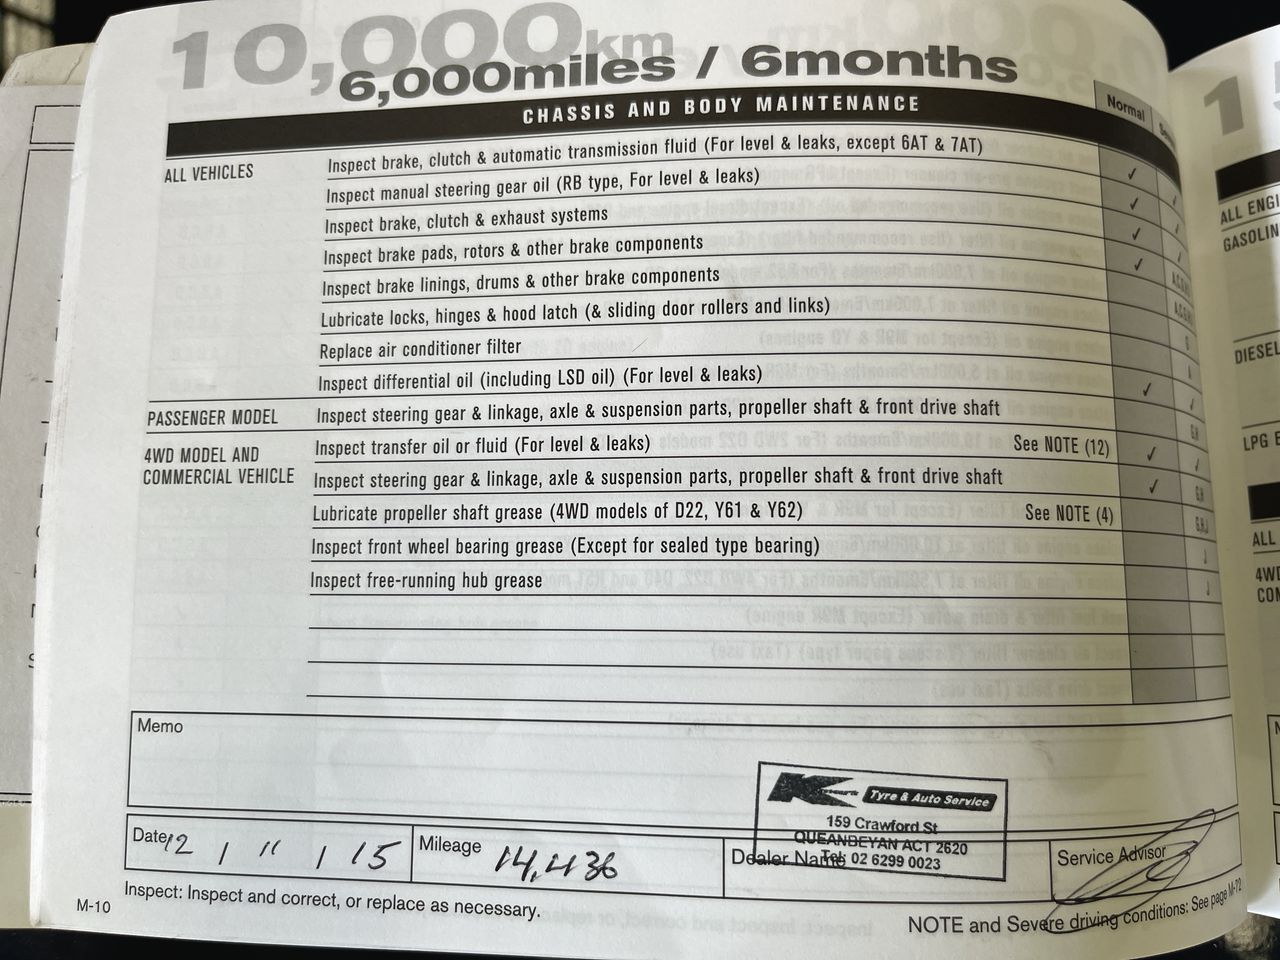 10,000km
6,000miles / 6months
CHASSIS AND BODY MAINTENANCE
Normal
ALL VEHICLES
Inspect brake, clutch & automatic transmission fluid (For level & leaks, except 6AT & 7AT) ✓
Inspect manual steering gear oil (RB type, For level & leaks) ✓
Inspect brake, clutch & exhaust systems ✓
Inspect brake pads, rotors & other brake components ✓
Inspect brake linings, drums & other brake components
Lubricate locks, hinges & hood latch (& sliding door rollers and links)
Replace air conditioner filter
Inspect differential oil (including LSD oil) (For level & leaks) ✓
PASSENGER MODEL
Inspect steering gear & linkage, axle & suspension parts, propeller shaft & front drive shaft
4WD MODEL AND
COMMERCIAL VEHICLE
Inspect transfer oil or fluid (For level & leaks) See NOTE (12) ✓
Inspect steering gear & linkage, axle & suspension parts, propeller shaft & front drive shaft ✓
Lubricate propeller shaft grease (4WD models of D22, Y61 & Y62) See NOTE (4)
Inspect front wheel bearing grease (Except for sealed type bearing)
Inspect free-running hub grease
Memo
Tyre & Auto Service
159 Crawford St
QUEANBEYAN ACT 2620
Tel: 02 6299 0023
Date 12 / 11 / 15
Mileage 14,436
Dealer Name
Service Advisor
Inspect: Inspect and correct, or replace as necessary.
NOTE and Severe driving conditions: See page M-72
M-10
ALL ENGI
GASOLIN
DIESEL
LPG E
ALL
4WD